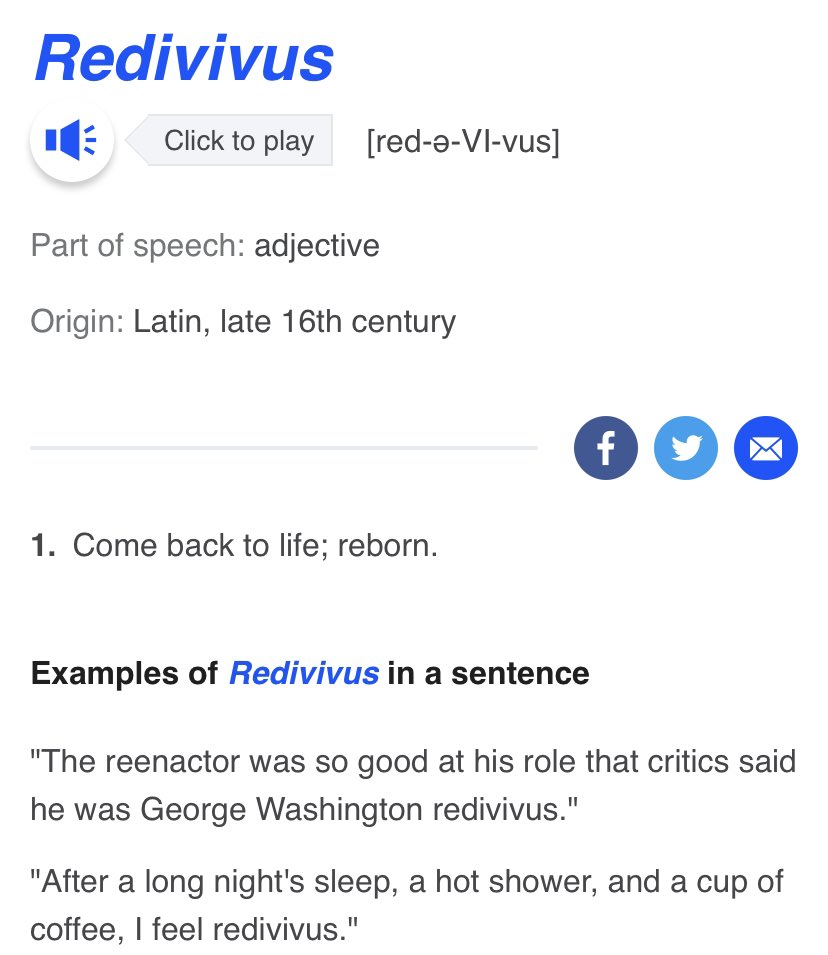 Redivivus
Click to play [red-ə-VI-vus]
Part of speech: adjective
Origin: Latin, late 16th century
f
1. Come back to life; reborn.
Examples of Redivivus in a sentence
"The reenactor was so good at his role that critics said
he was George Washington redivivus."
"After a long night's sleep, a hot shower, and a cup of
coffee, I feel redivivus."